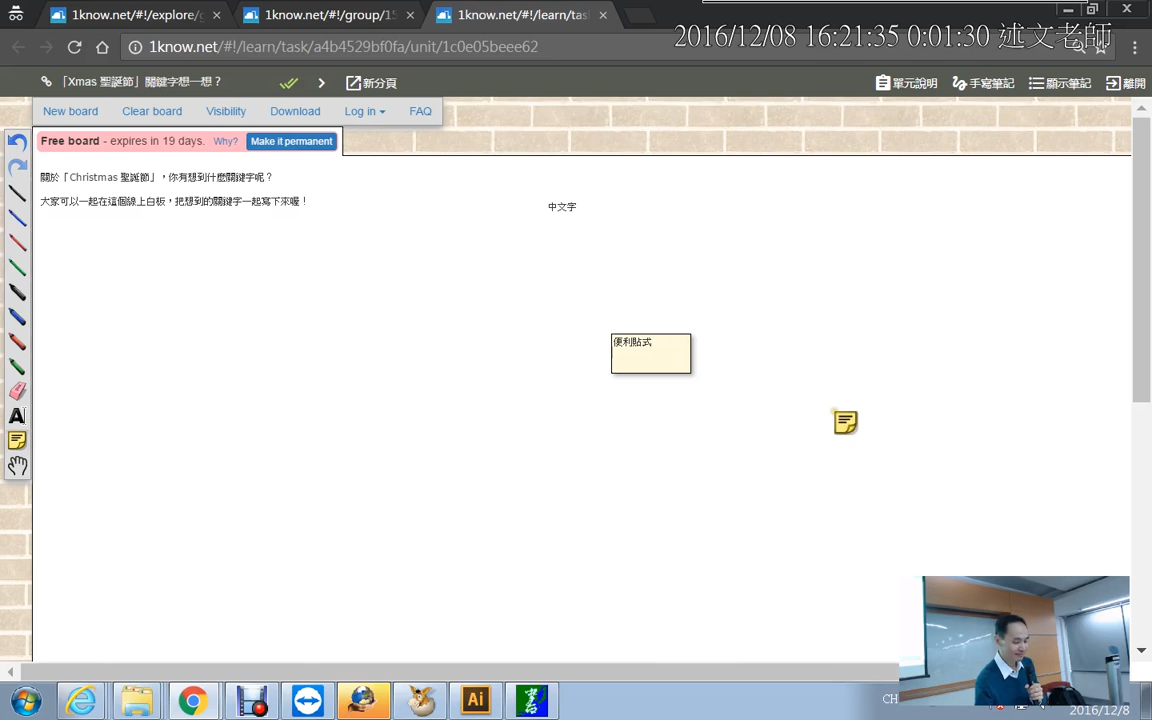 1know.net/#!/explore/g
1know.net/#!/group/15
1know.net/#!/learn/tas
1know.net/#!/learn/task/a4b4529bf0fa/unit/1c0e05beee62
2016/12/08 16:21:35 0:01:30 述文老師
「Xmas 聖誕節」關鍵字想一想？
新分頁
單元說明
手寫筆記
顯示筆記
離開
New board
Clear board
Visibility
Download
Log in
FAQ
Free board - expires in 19 days.
Why?
Make it permanent
關於「Christmas 聖誕節」，你有想到什麼關鍵字呢？
大家可以一起在這個線上白板，把想到的關鍵字一起寫下來喔！
中文字
便利貼式
A
Ai
書
CH
2016/12/8